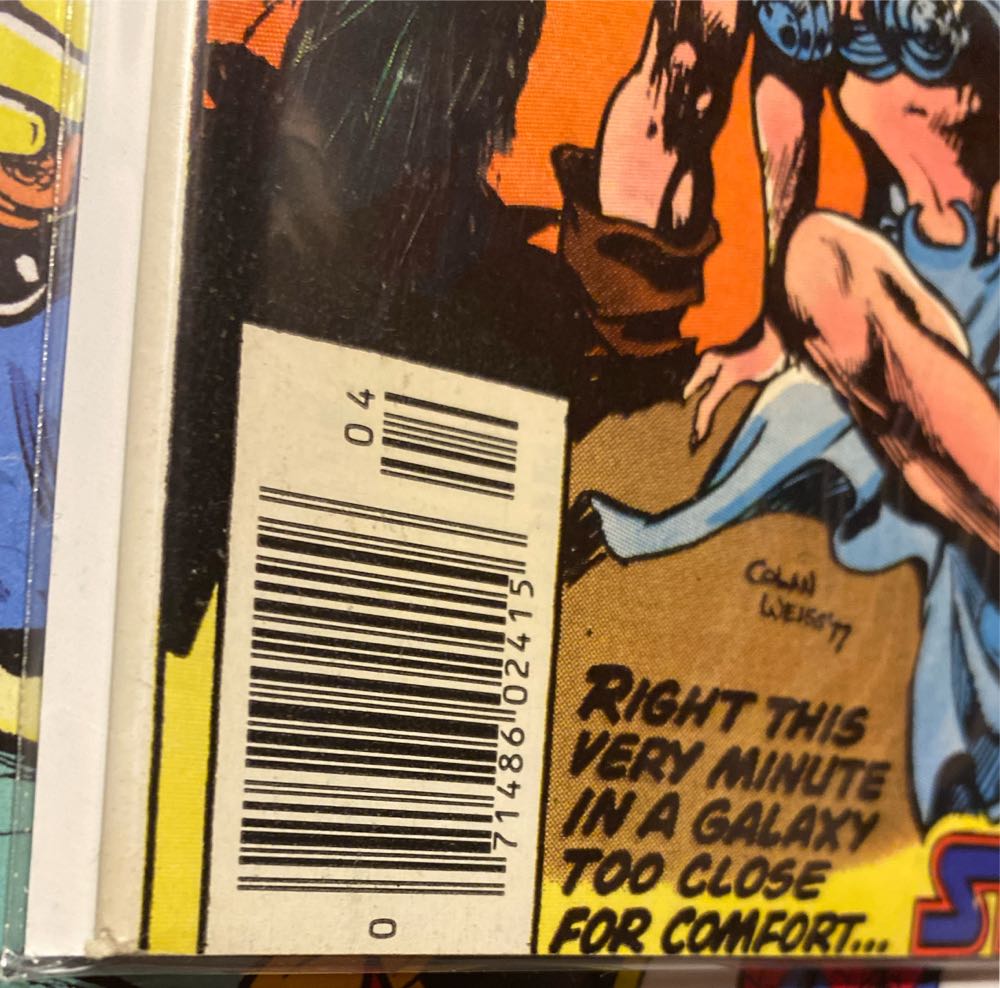 04
0 71486 02415
COLAN
WEISS '77
RIGHT THIS
VERY MINUTE
IN A GALAXY
TOO CLOSE
FOR COMFORT...
S